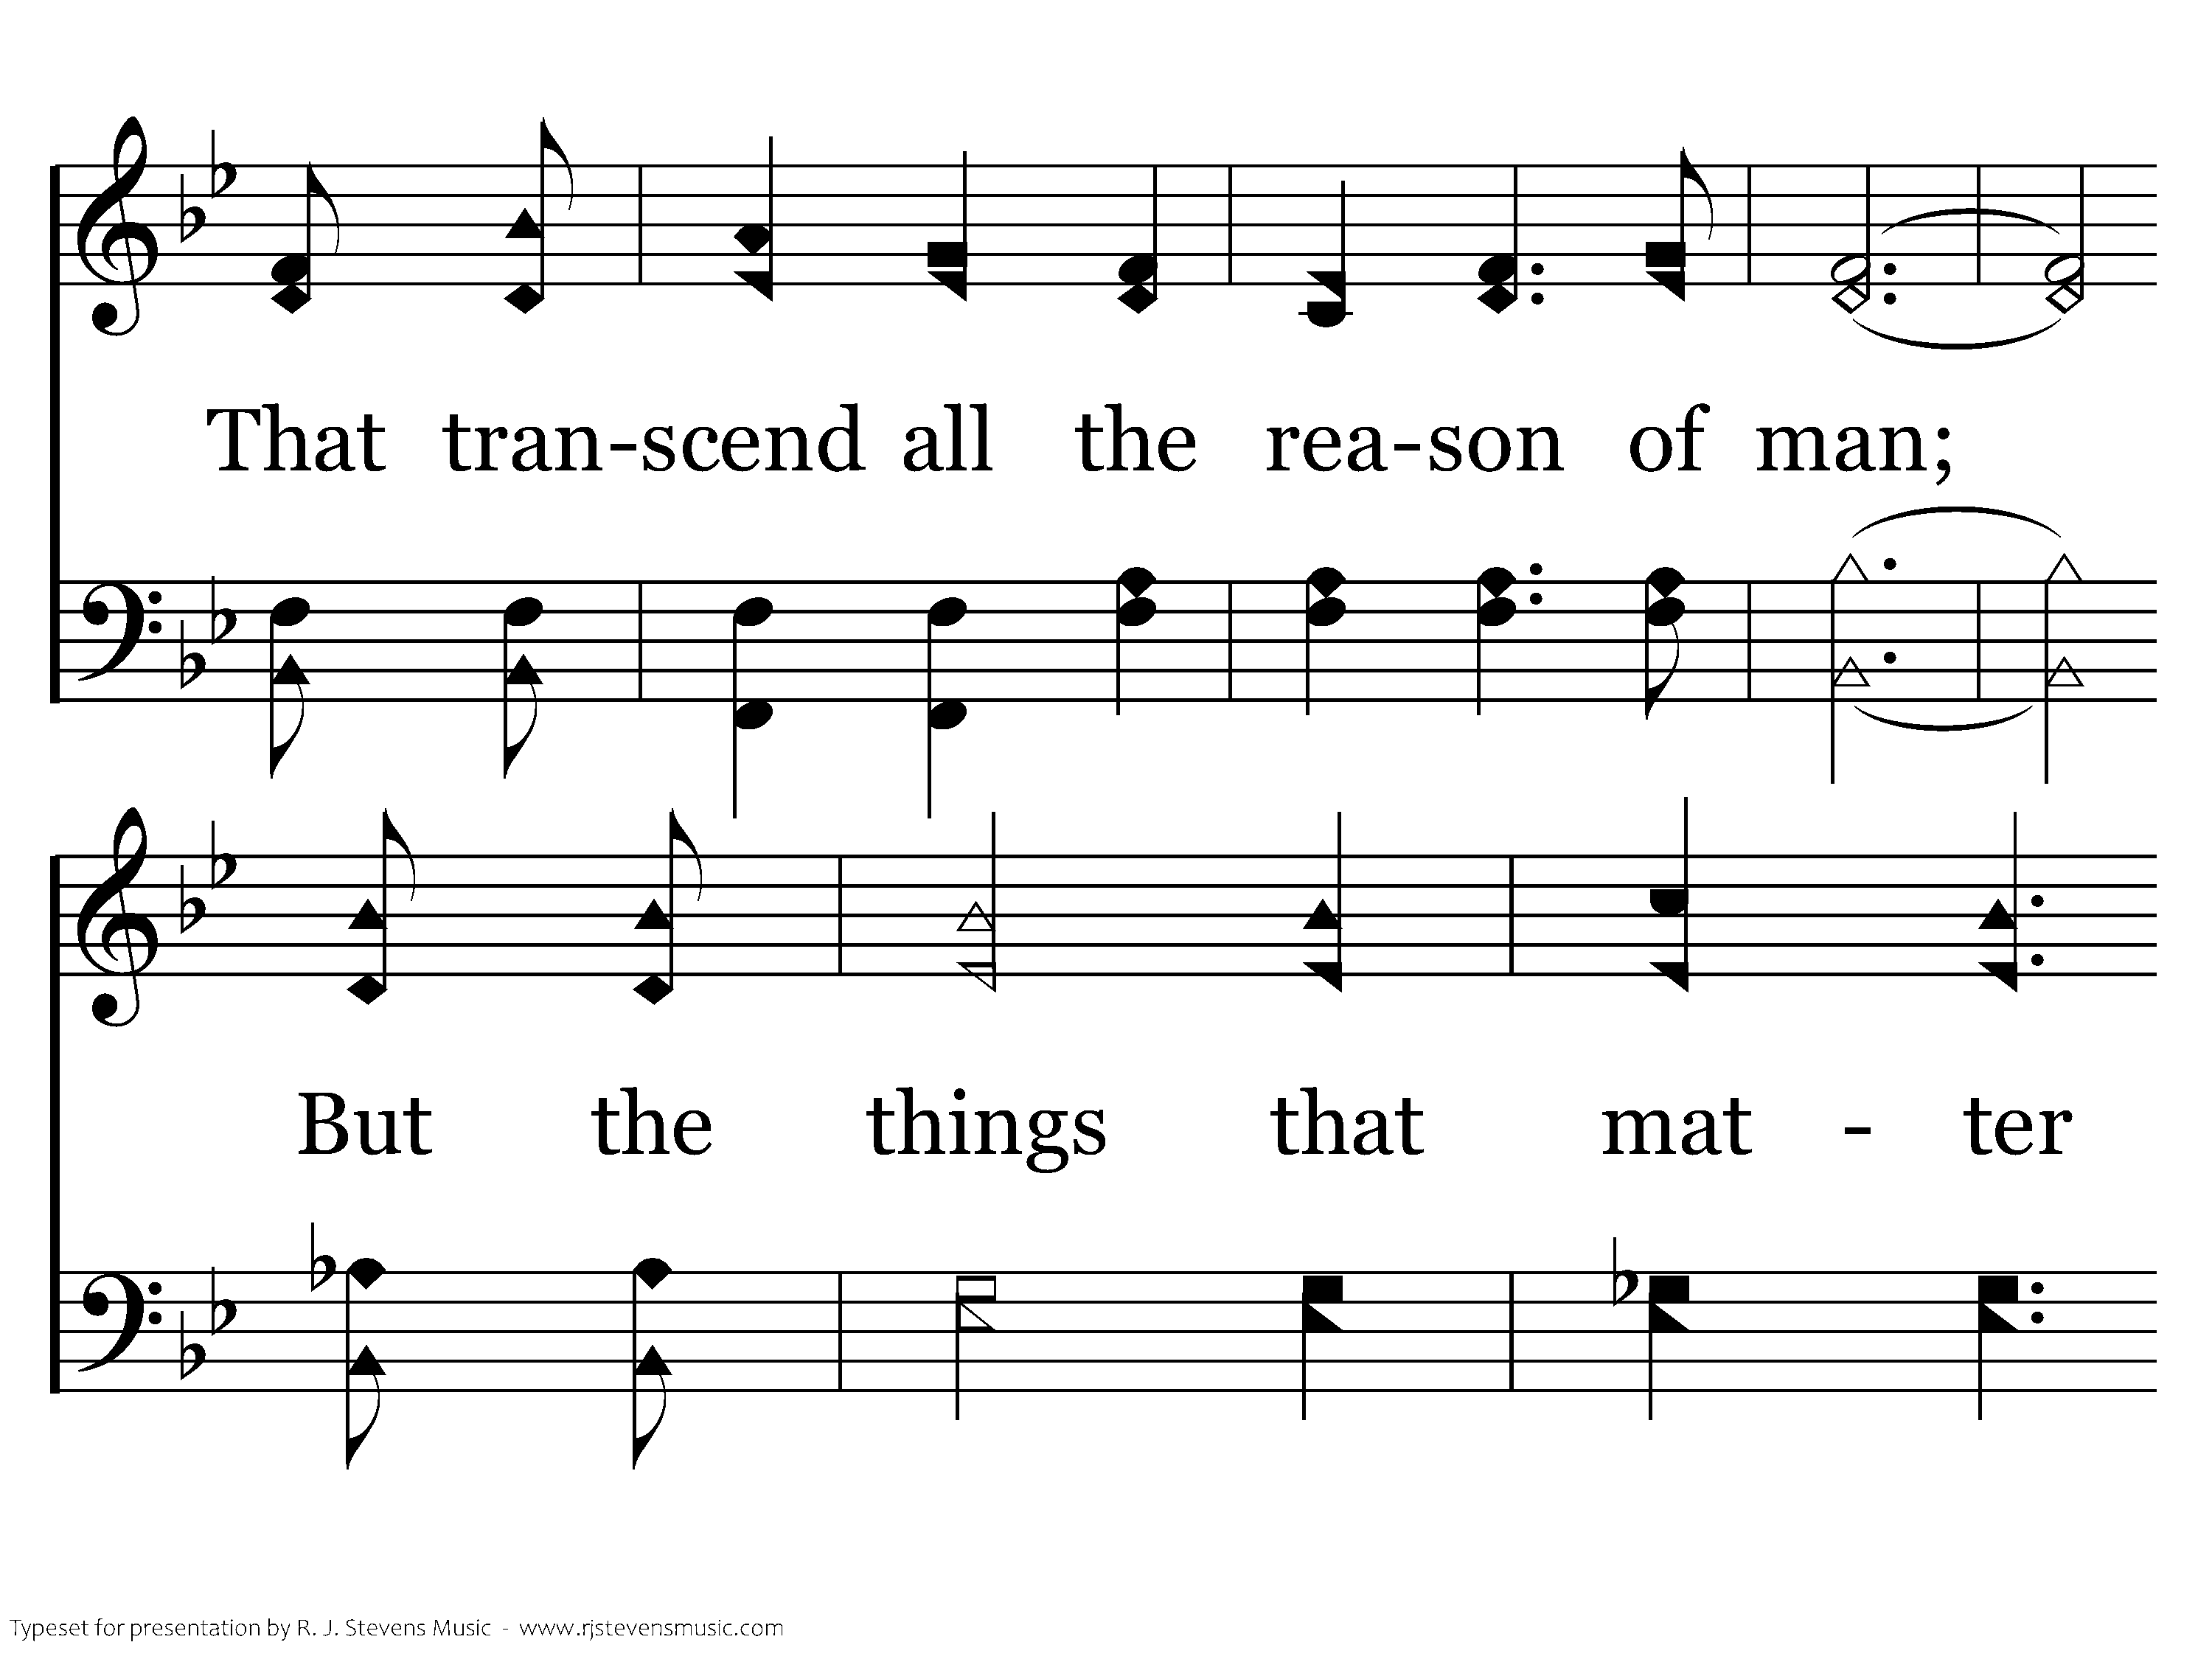 That tran-scend all the rea-son of man;
But the things that mat - ter
Typeset for presentation by R. J. Stevens Music - www.rjstevensmusic.com